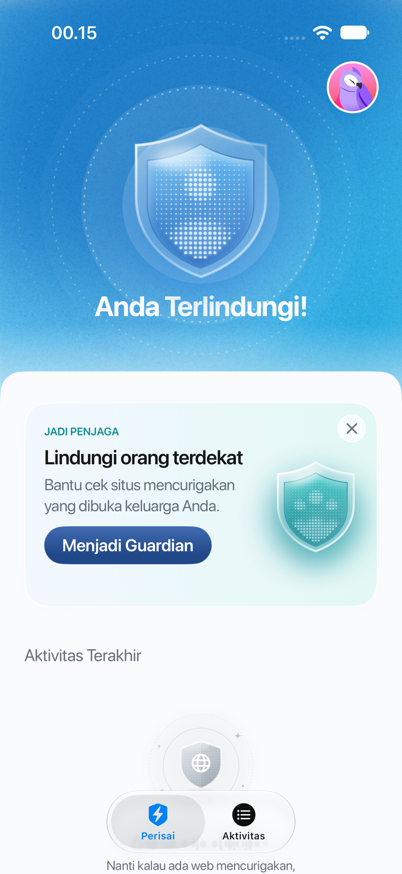 00.15
Anda Terlindungi!
JADI PENJAGA
Lindungi orang terdekat
Bantu cek situs mencurigakan
yang dibuka keluarga Anda.
Menjadi Guardian
Aktivitas Terakhir
Perisai
Aktivitas
Nanti kalau ada web mencurigakan,